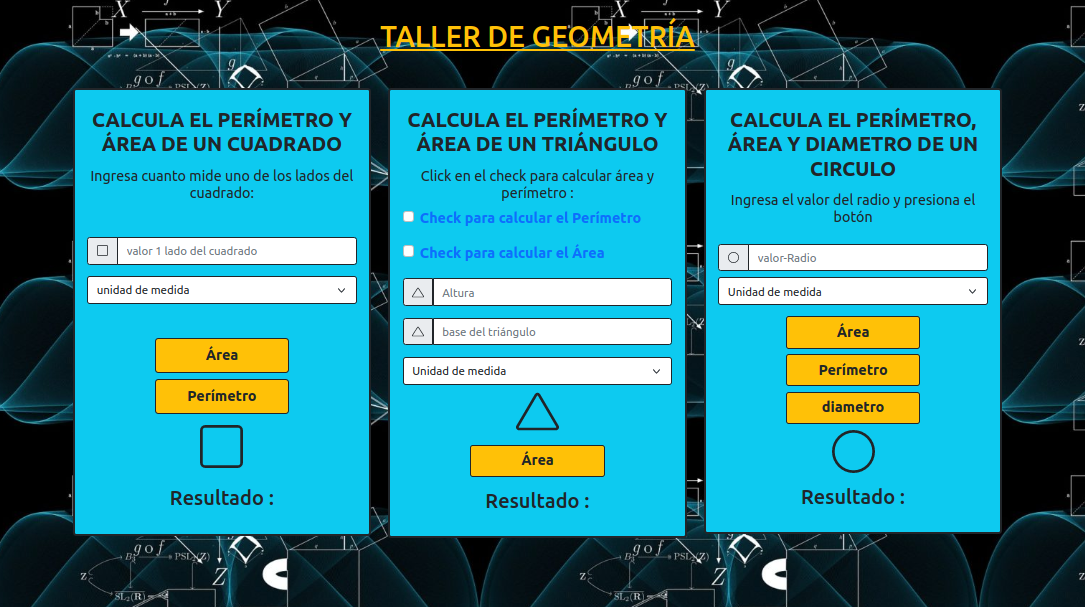 TALLER DE GEOMETRÍA
CALCULA EL PERÍMETRO Y
ÁREA DE UN CUADRADO
Ingresa cuanto mide uno de los lados del
cuadrado:
valor 1 lado del cuadrado
unidad de medida
Área
Perímetro
Resultado :
CALCULA EL PERÍMETRO Y
ÁREA DE UN TRIÁNGULO
Click en el check para calcular área y
perímetro :
Check para calcular el Perímetro
Check para calcular el Área
Altura
base del triángulo
Unidad de medida
Área
Resultado :
CALCULA EL PERÍMETRO,
ÁREA Y DIAMETRO DE UN
CIRCULO
Ingresa el valor del radio y presiona el
botón
valor-Radio
Unidad de medida
Área
Perímetro
diametro
Resultado :
X
Y
g
g o f
Z
g o f
PSL₂(Z)
Z
SL₂(R)
X
Y
g
g o f
Z
g o f
PSL₂(Z)
Z
SL₂(R)